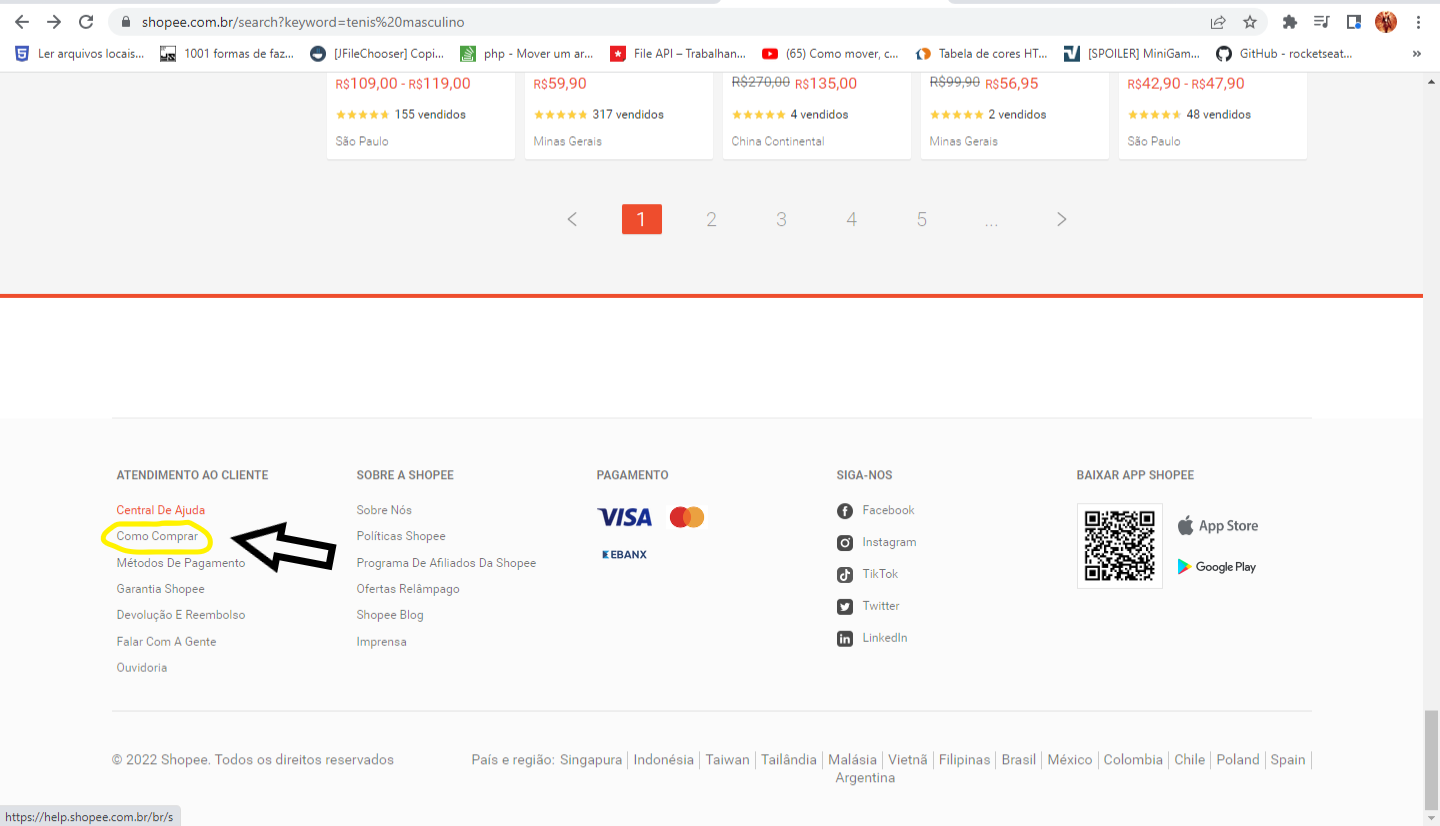 shopee.com.br/search?keyword=tenis%20masculino
Ler arquivos locais... 1001 formas de faz... [JFileChooser] Copi... php - Mover um ar... File API – Trabalhan... (65) Como mover, c... Tabela de cores HT... [SPOILER] MiniGam... GitHub - rocketseat... »
R$109,00 - R$119,00 R$59,90 R$270,00 R$135,00 R$99,90 R$56,95 R$42,90 - R$47,90
155 vendidos 317 vendidos 4 vendidos 2 vendidos 48 vendidos
São Paulo Minas Gerais China Continental Minas Gerais São Paulo
1 2 3 4 5 ...
ATENDIMENTO AO CLIENTE
Central De Ajuda
Como Comprar
Métodos De Pagamento
Garantia Shopee
Devolução E Reembolso
Falar Com A Gente
Ouvidoria
SOBRE A SHOPEE
Sobre Nós
Políticas Shopee
Programa De Afiliados Da Shopee
Ofertas Relâmpago
Shopee Blog
Imprensa
PAGAMENTO
VISA
EBANX
SIGA-NOS
Facebook
Instagram
TikTok
Twitter
LinkedIn
BAIXAR APP SHOPEE
App Store
Google Play
© 2022 Shopee. Todos os direitos reservados
País e região: Singapura Indonésia Taiwan Tailândia Malásia Vietnã Filipinas Brasil México Colombia Chile Poland Spain
Argentina
https://help.shopee.com.br/br/s